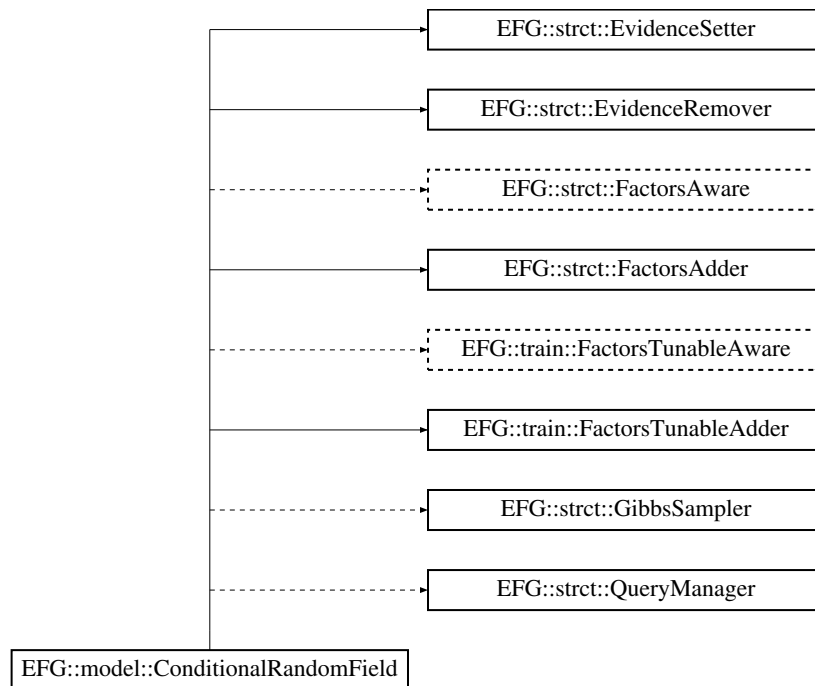 EFG::strct::EvidenceSetter
EFG::strct::EvidenceRemover
EFG::strct::FactorsAware
EFG::strct::FactorsAdder
EFG::train::FactorsTunableAware
EFG::train::FactorsTunableAdder
EFG::strct::GibbsSampler
EFG::strct::QueryManager
EFG::model::ConditionalRandomField